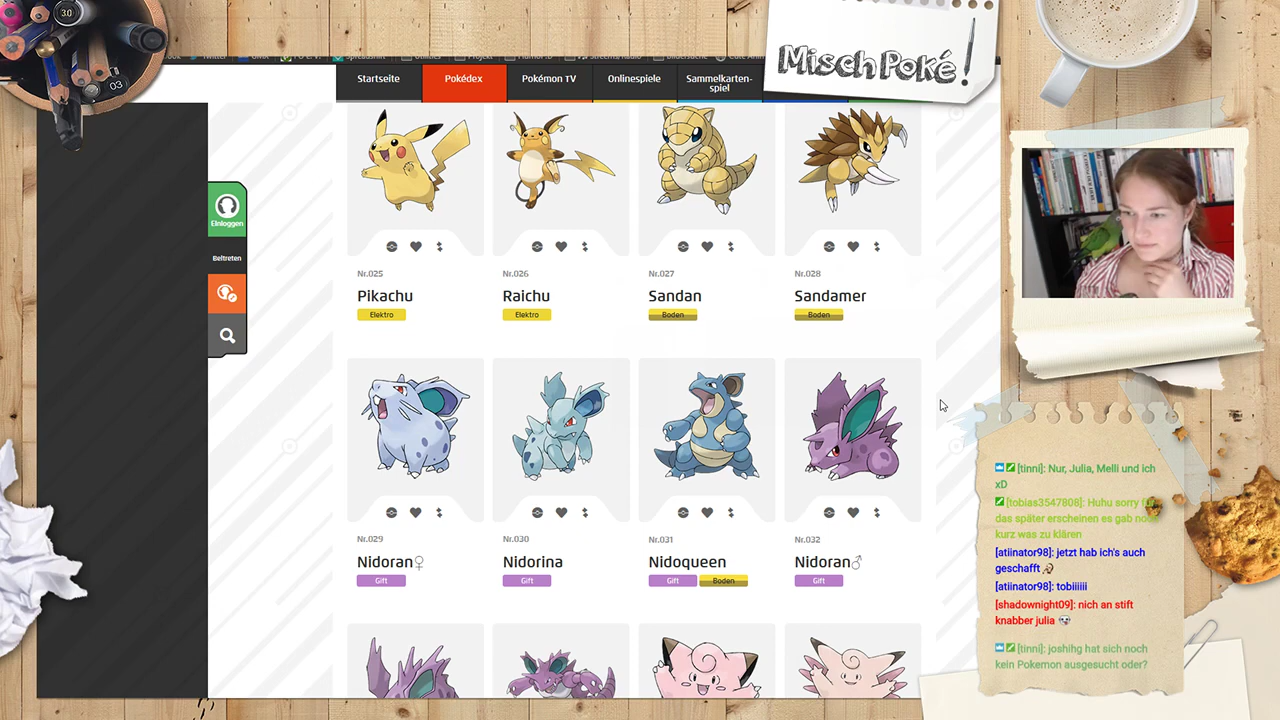 3.0
03
Misch Poké!
Startseite
Pokédex
Pokémon TV
Onlinespiele
Sammelkarten-
spiel
Einloggen
Beitreten
Nr.025
Pikachu
Elektro
Nr.026
Raichu
Elektro
Nr.027
Sandan
Boden
Nr.028
Sandamer
Boden
Nr.029
Nidoran♀
Gift
Nr.030
Nidorina
Gift
Nr.031
Nidoqueen
Gift
Boden
Nr.032
Nidoran♂
Gift
[tinni]: Nur, Julia, Melli und ich
xD
[tobias3547808]: Huhu sorry für
das später erscheinen es gab noch
kurz was zu klären
[atiinator98]: jetzt hab ich's auch
geschafft
[atiinator98]: tobiiiiii
[shadownight09]: nich an stift
knabber julia
[tinni]: joshihg hat sich noch
kein Pokemon ausgesucht oder?